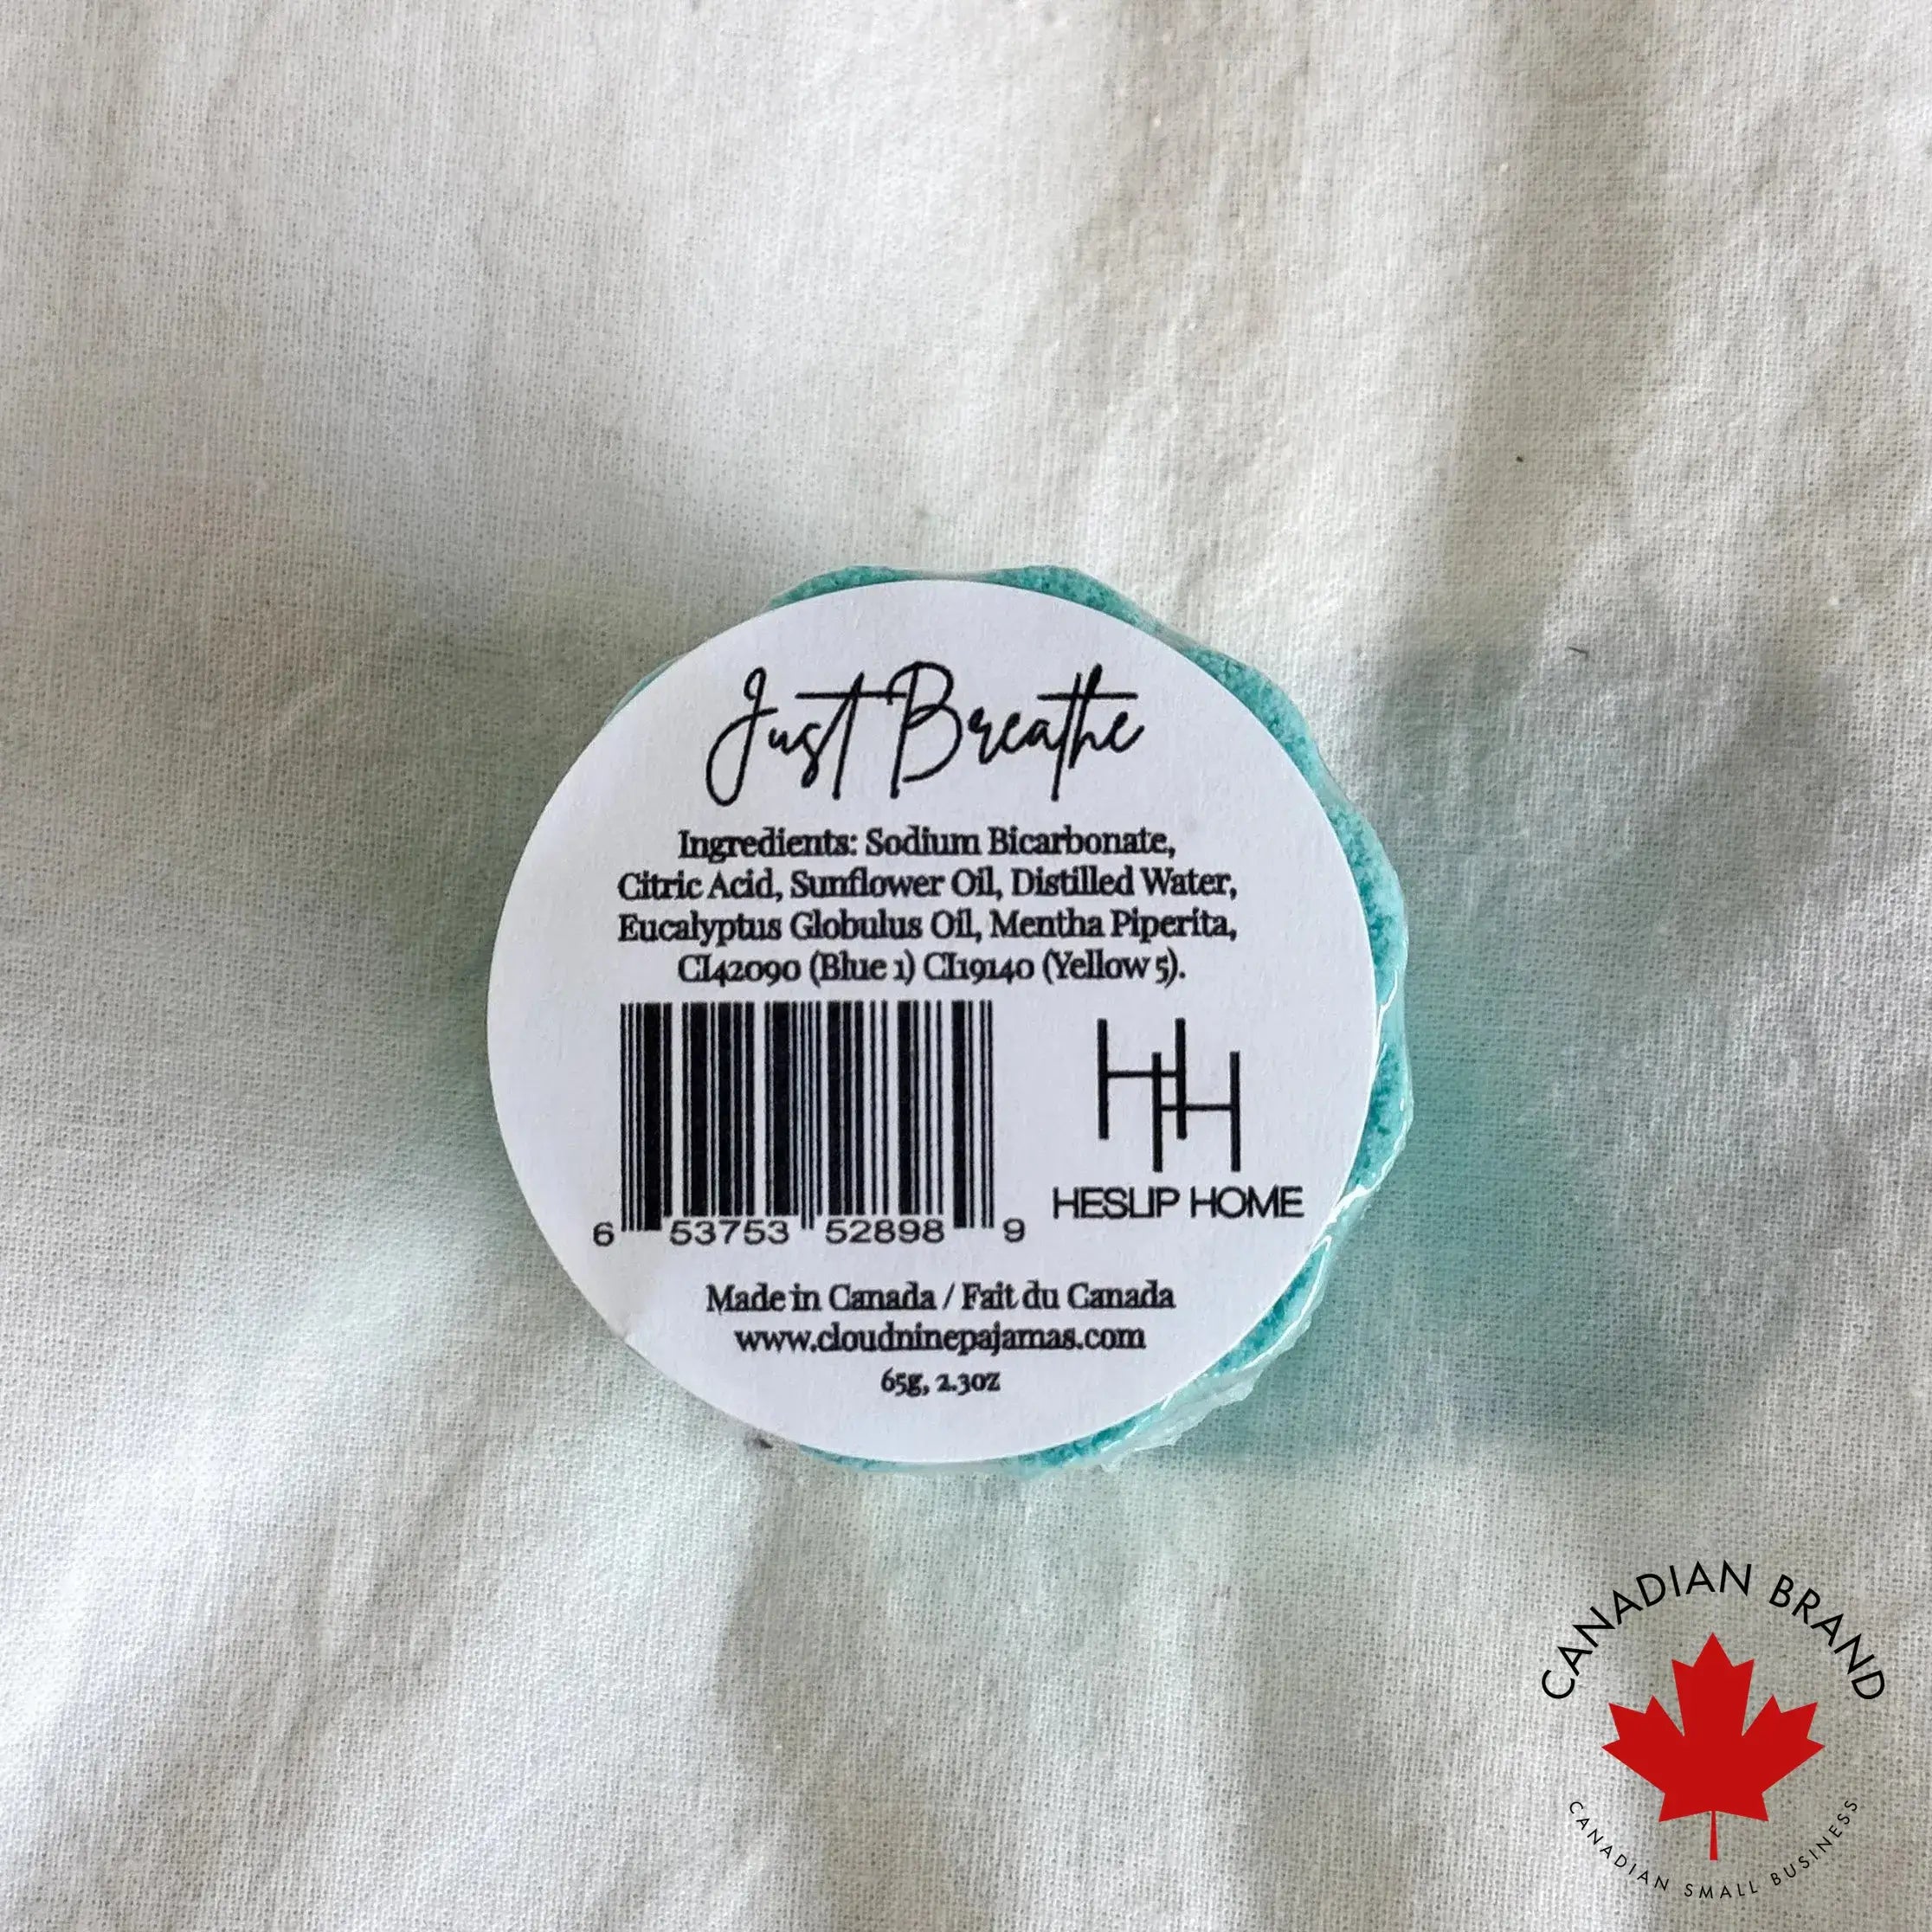 Just Breathe
Ingredients: Sodium Bicarbonate,
Citric Acid, Sunflower Oil, Distilled Water,
Eucalyptus Globulus Oil, Mentha Piperita,
CI42090 (Blue 1) CI19140 (Yellow 5).
6 53753 52898 9
HH
HESLIP HOME
Made in Canada / Fait du Canada
www.cloudninepajamas.com
65g, 2.3oz
CANADIAN BRAND
CANADIAN SMALL BUSINESS